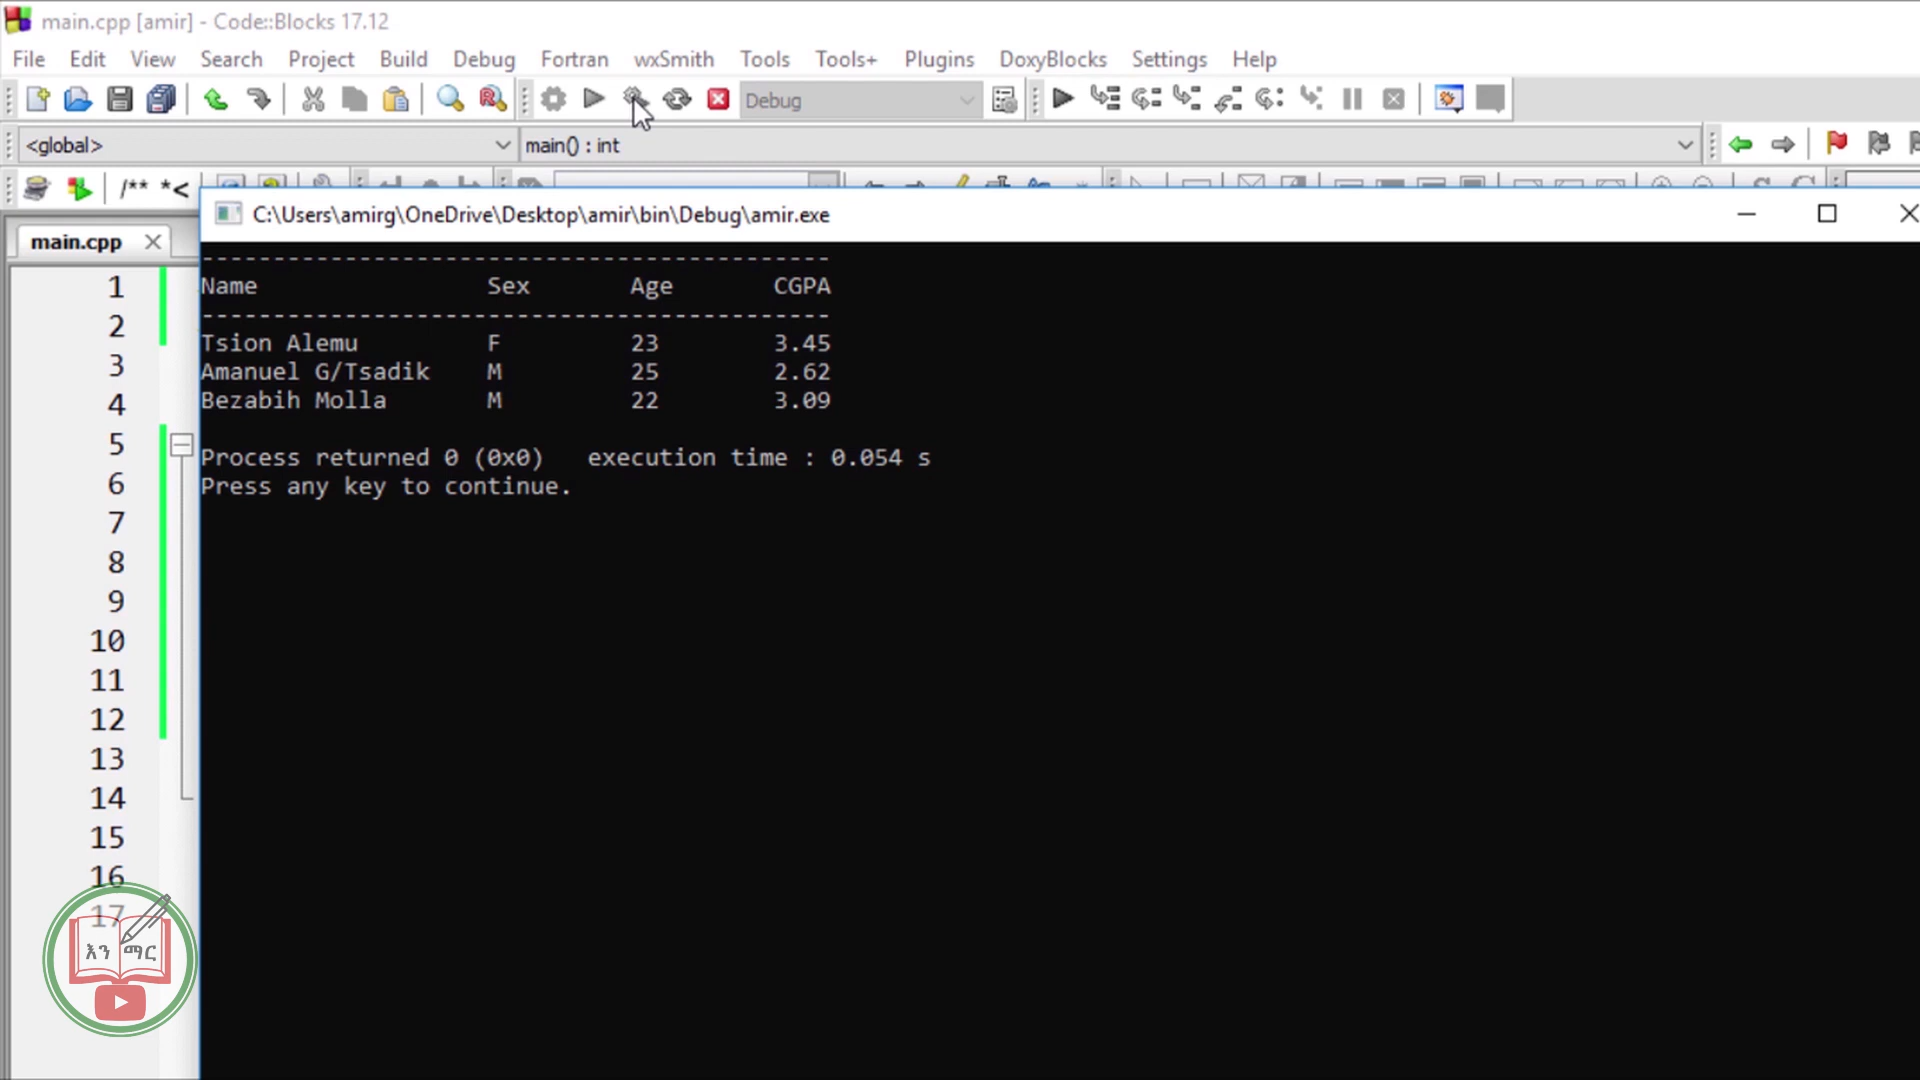 main.cpp [amir] - Code::Blocks 17.12
File Edit View Search Project Build Debug Fortran wxSmith Tools Tools+ Plugins DoxyBlocks Settings Help
Debug
<global> main() : int
/** *<
C:\Users\amirg\OneDrive\Desktop\amir\bin\Debug\amir.exe
main.cpp
--------------------------------------------
Name Sex Age CGPA
--------------------------------------------
Tsion Alemu F 23 3.45
Amanuel G/Tsadik M 25 2.62
Bezabih Molla M 22 3.09
Process returned 0 (0x0) execution time : 0.054 s
Press any key to continue.
1
2
3
4
5
6
7
8
9
10
11
12
13
14
15
16
17
እን ማር